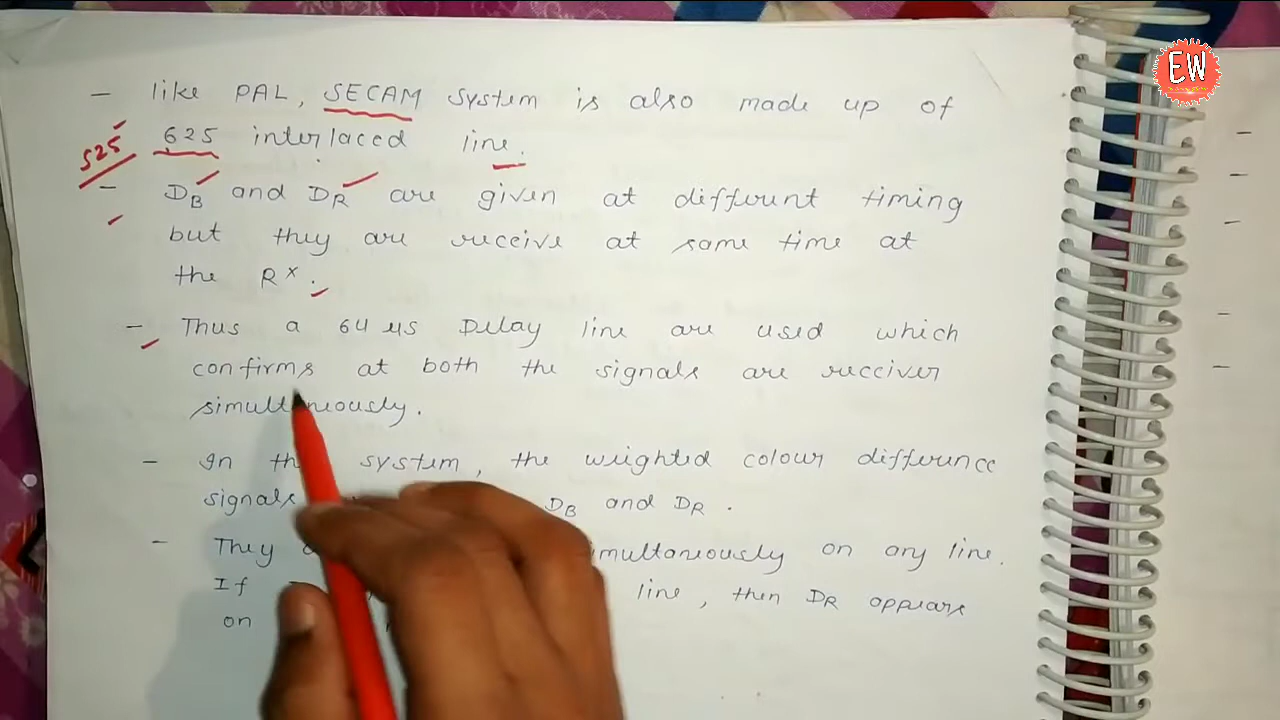 - like PAL, SECAM system is also made up of
525 625 interlaced line.
- DB and DR are given at different timing
but they are receive at same time at
the Rx.
- Thus a 64 us Delay line are used which
confirms at both the signals are receiver
simultaneously.
- In system, the weighted colour difference
signals DB and DR.
- They simultaneously on any line.
If line, then DR appears
on
EW